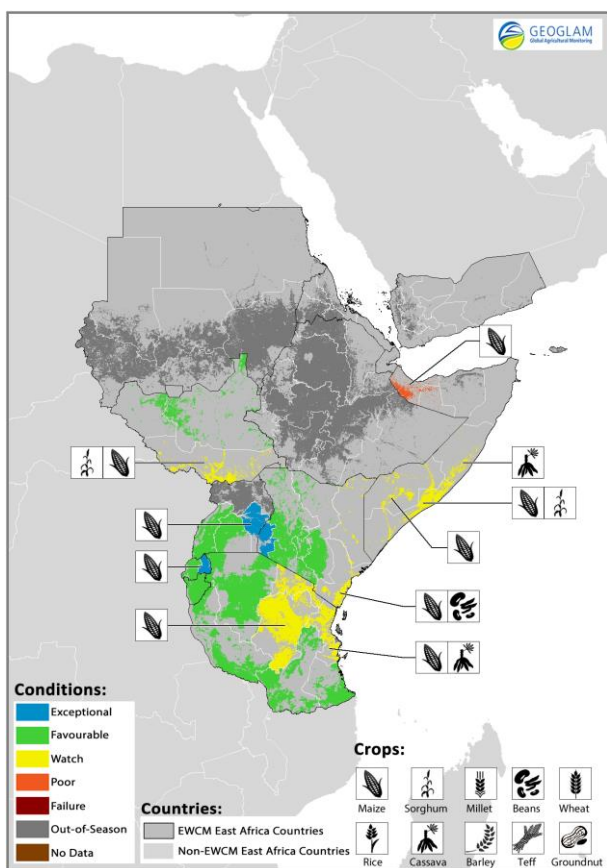 GEOGLAM
Global Agricultural Monitoring
Conditions:
Exceptional
Favourable
Watch
Poor
Failure
Out-of-Season
No Data
Countries:
EWCM East Africa Countries
Non-EWCM East Africa Countries
Crops:
Maize Sorghum Millet Beans Wheat
Rice Cassava Barley Teff Groundnut